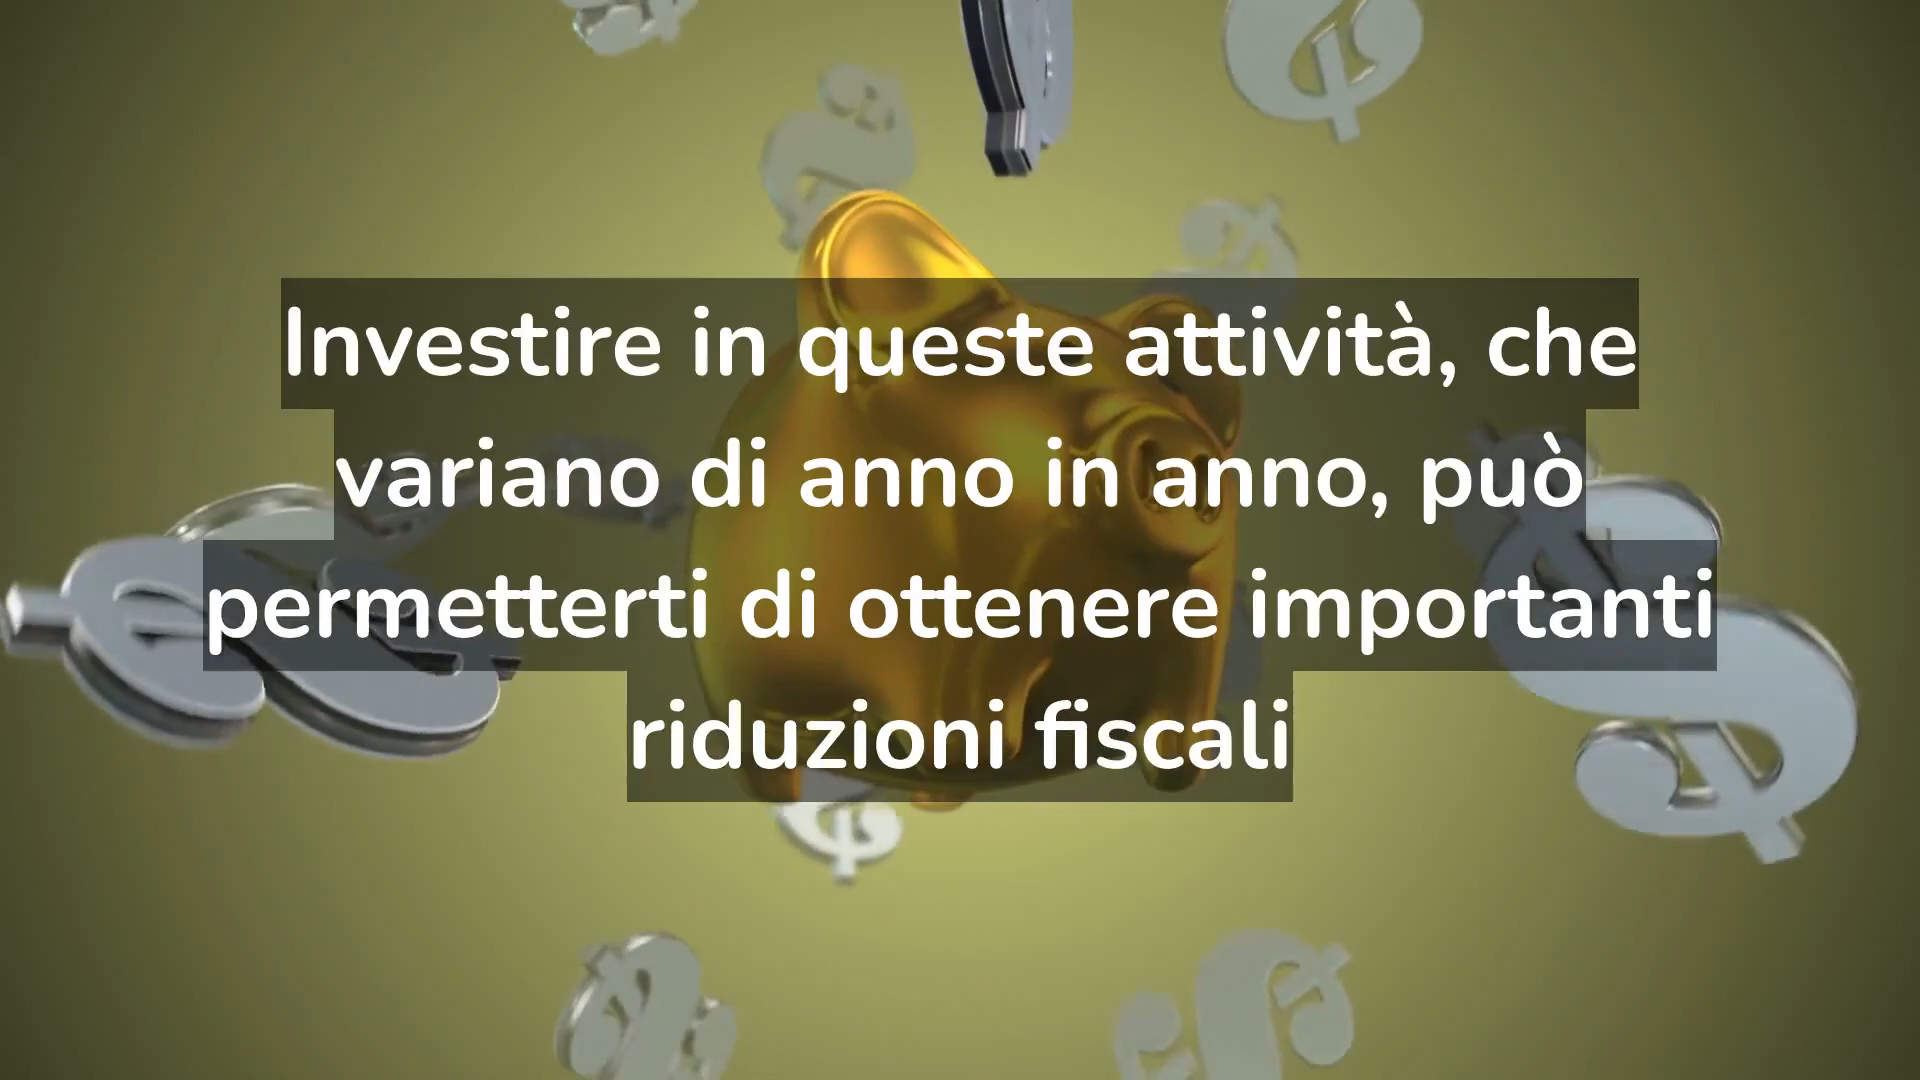 Investire in queste attività, che
variano di anno in anno, può
permetterti di ottenere importanti
riduzioni fiscali